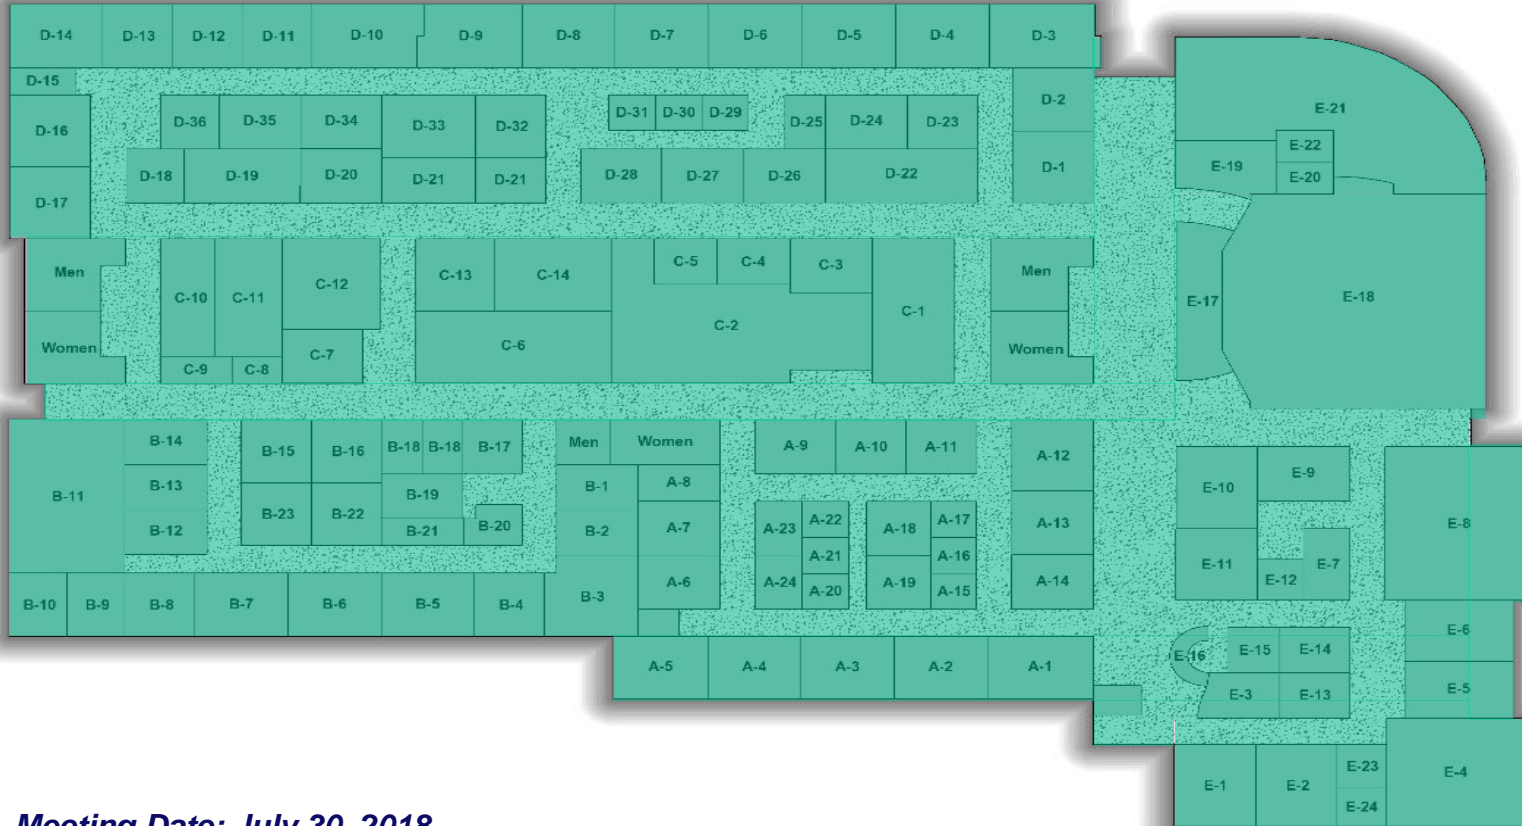 D-14 D-13 D-12 D-11 D-10 D-9 D-8 D-7 D-6 D-5 D-4 D-3
D-15
D-2
E-21
D-16 D-36 D-35 D-34 D-33 D-32 D-31 D-30 D-29 D-25 D-24 D-23
E-22
D-18 D-19 D-20 D-21 D-21 D-28 D-27 D-26 D-22 D-1 E-19 E-20
D-17
Men C-10 C-11 C-12 C-13 C-14 C-5 C-4 C-3 Men
E-17 E-18
C-1
Women C-7 C-6 C-2 Women
C-9 C-8
B-14 B-15 B-16 B-18 B-18 B-17 Men Women A-9 A-10 A-11 A-12
B-11 B-13 B-19 B-1 A-8 E-10 E-9
B-12 B-23 B-22 B-21 B-20 B-2 A-7 A-23 A-22 A-18 A-17 A-13 E-8
A-21 A-16
A-6 A-24 A-20 A-19 A-15 A-14 E-11 E-12 E-7
B-10 B-9 B-8 B-7 B-6 B-5 B-4 B-3
E-6
E-16 E-15 E-14
A-5 A-4 A-3 A-2 A-1
E-3 E-13 E-5
E-1 E-2 E-23 E-4
E-24
Meeting Date: July 30, 2018